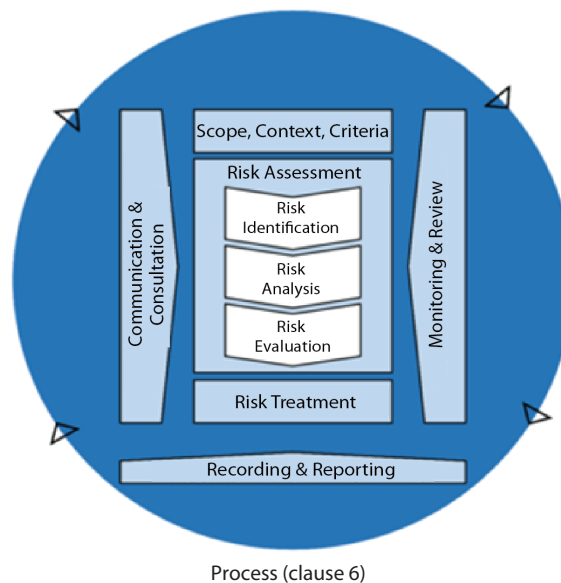 Scope, Context, Criteria
Risk Assessment
Risk
Identification
Risk
Analysis
Risk
Evaluation
Risk Treatment
Communication &
Consultation
Monitoring & Review
Recording & Reporting
Process (clause 6)